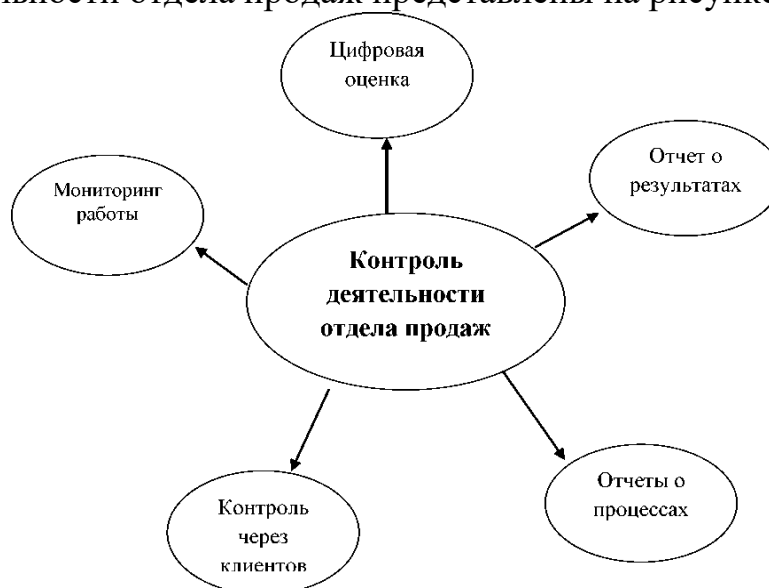 льности отдела продаж представлены на рисунке
Цифровая
оценка
Отчет о
результатах
Мониторинг
работы
Контроль
деятельности
отдела продаж
Отчеты о
процессах
Контроль
через
клиентов